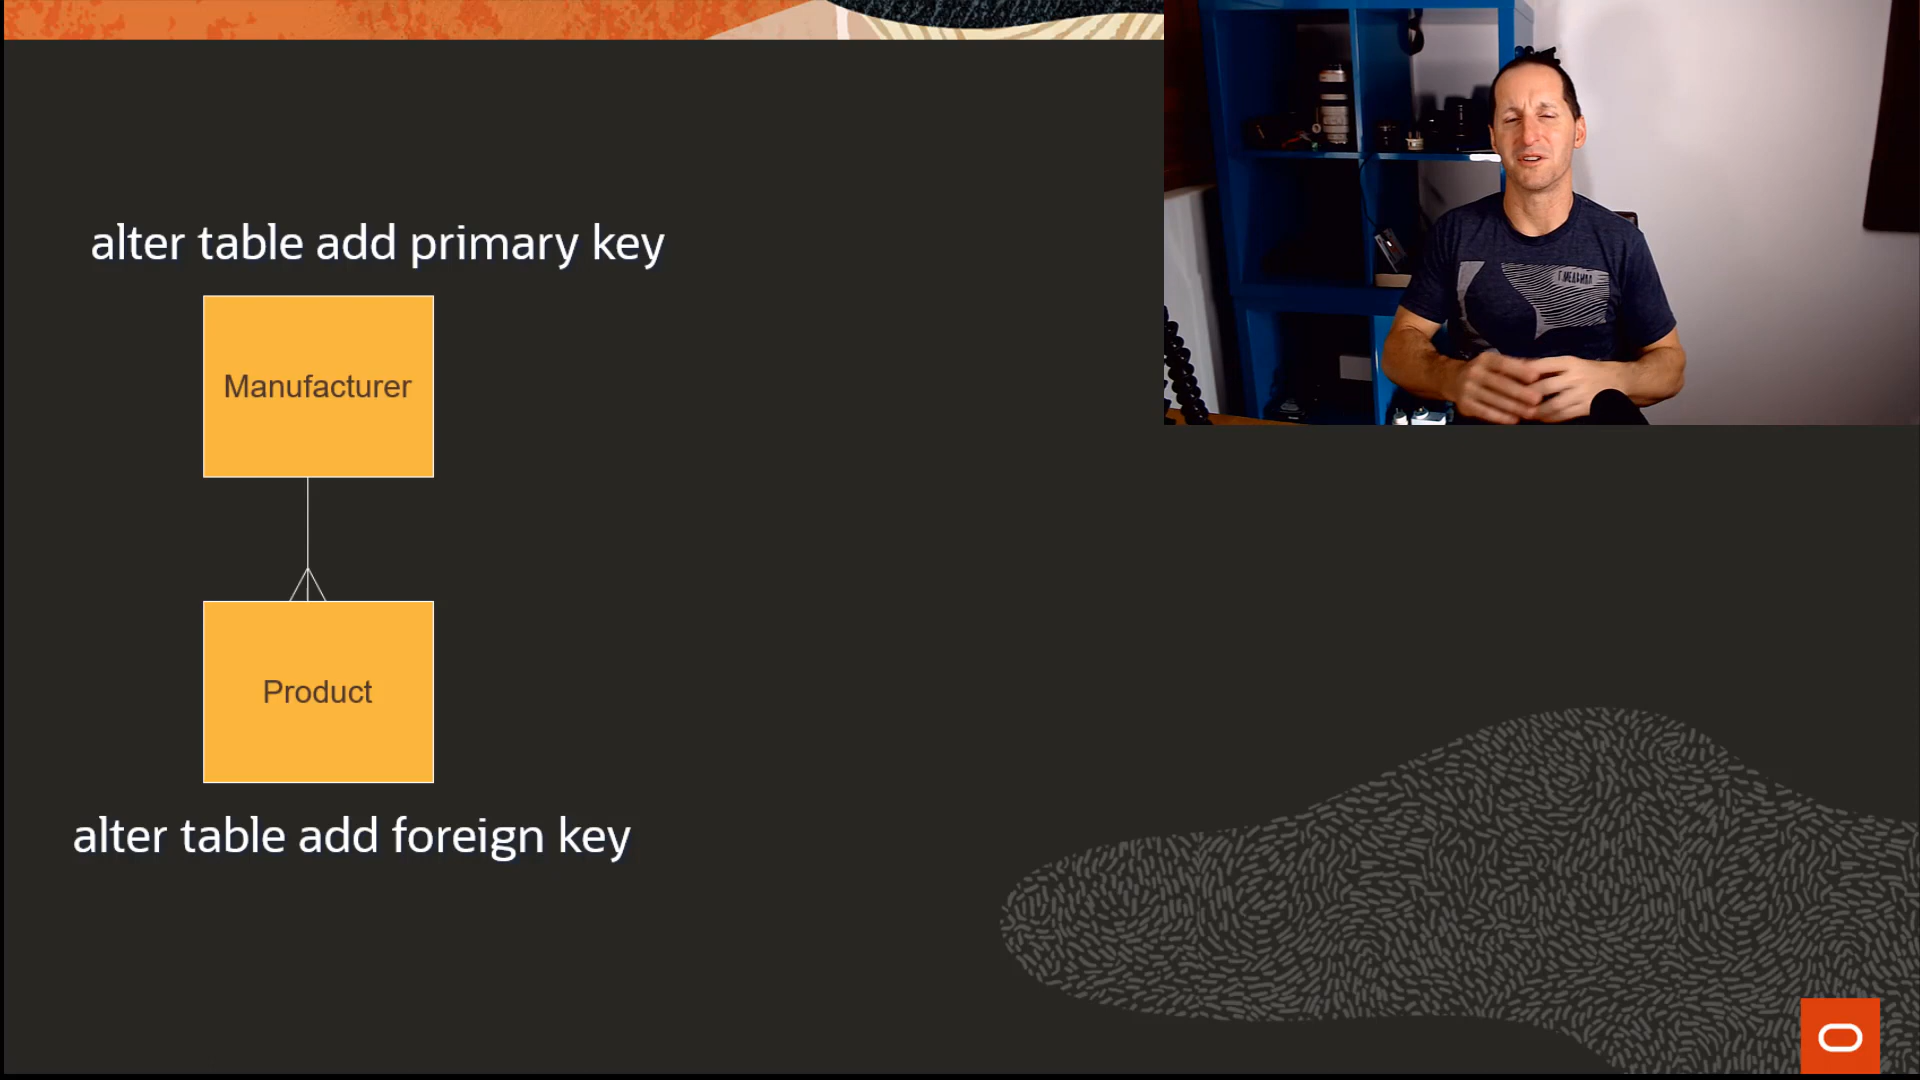 alter table add primary key
Manufacturer
Product
alter table add foreign key